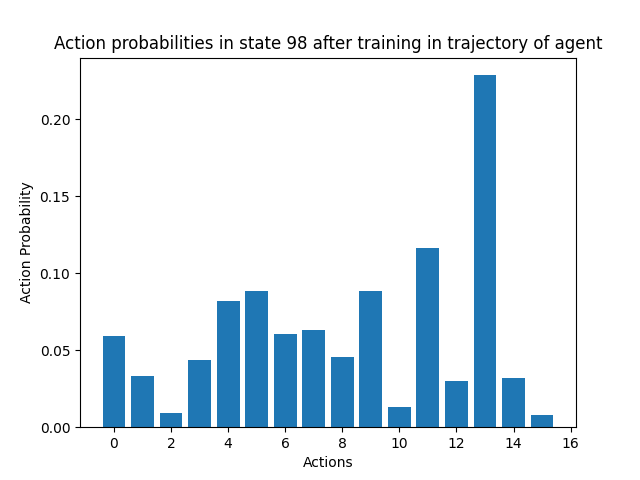 Action probabilities in state 98 after training in trajectory of agent
0.20
0.15
0.10
0.05
0.00
Action Probability
0 2 4 6 8 10 12 14 16
Actions